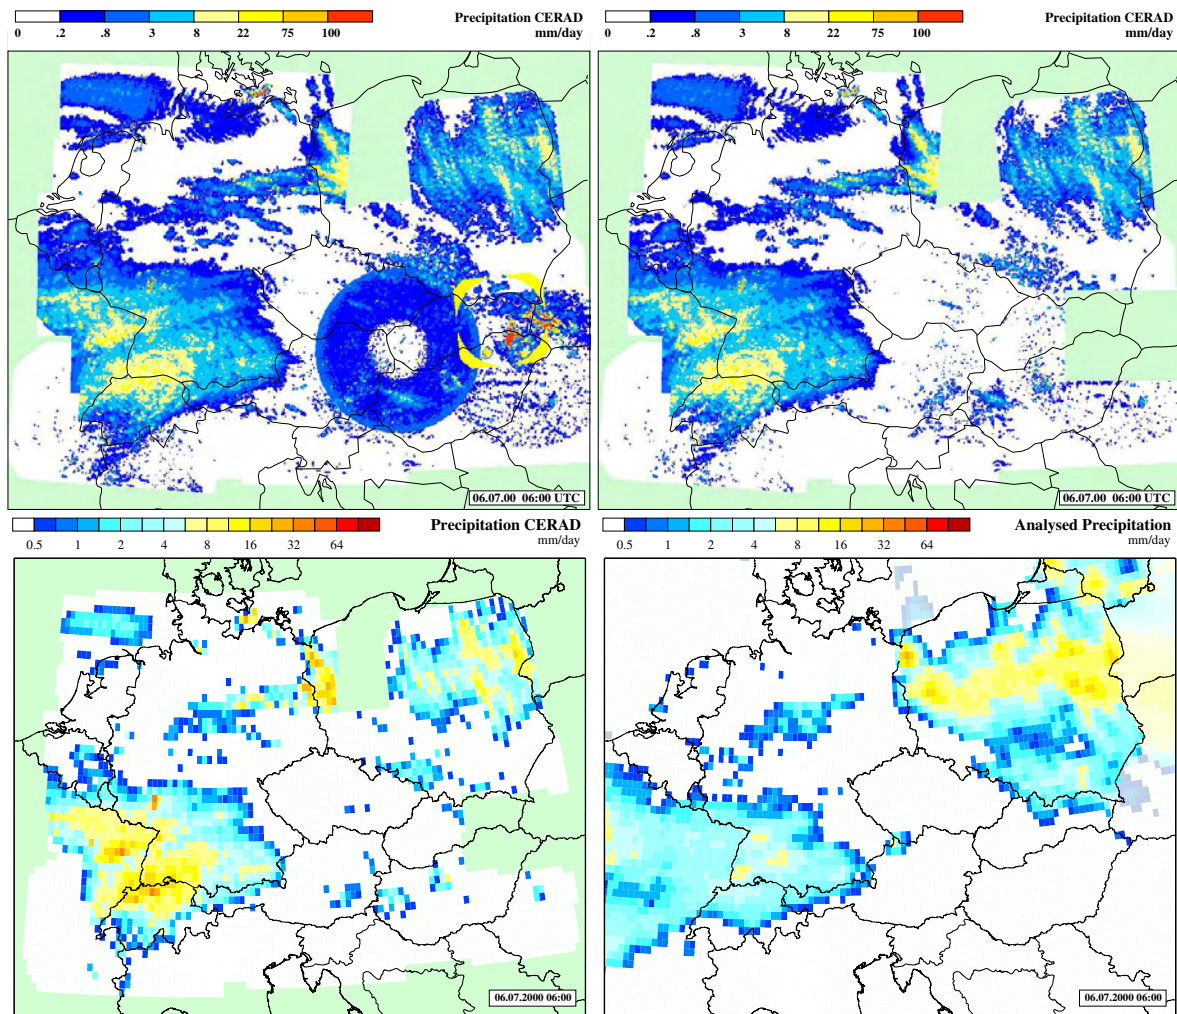 Precipitation CERAD
mm/day
0 .2 .8 3 8 22 75 100
06.07.00 06:00 UTC
Precipitation CERAD
mm/day
0 .2 .8 3 8 22 75 100
06.07.00 06:00 UTC
Precipitation CERAD
mm/day
0.5 1 2 4 8 16 32 64
06.07.2000 06:00
Analysed Precipitation
mm/day
0.5 1 2 4 8 16 32 64
06.07.2000 06:00